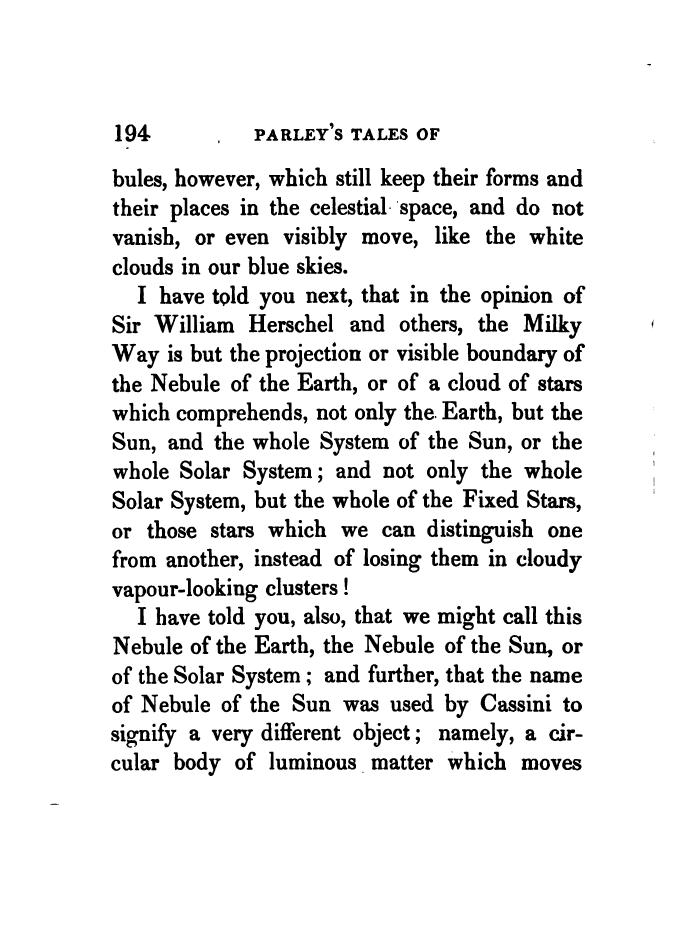 194 PARLEY'S TALES OF
bules, however, which still keep their forms and
their places in the celestial space, and do not
vanish, or even visibly move, like the white
clouds in our blue skies.
I have told you next, that in the opinion of
Sir William Herschel and others, the Milky
Way is but the projection or visible boundary of
the Nebule of the Earth, or of a cloud of stars
which comprehends, not only the Earth, but the
Sun, and the whole System of the Sun, or the
whole Solar System; and not only the whole
Solar System, but the whole of the Fixed Stars,
or those stars which we can distinguish one
from another, instead of losing them in cloudy
vapour-looking clusters!
I have told you, also, that we might call this
Nebule of the Earth, the Nebule of the Sun, or
of the Solar System; and further, that the name
of Nebule of the Sun was used by Cassini to
signify a very different object; namely, a cir-
cular body of luminous matter which moves